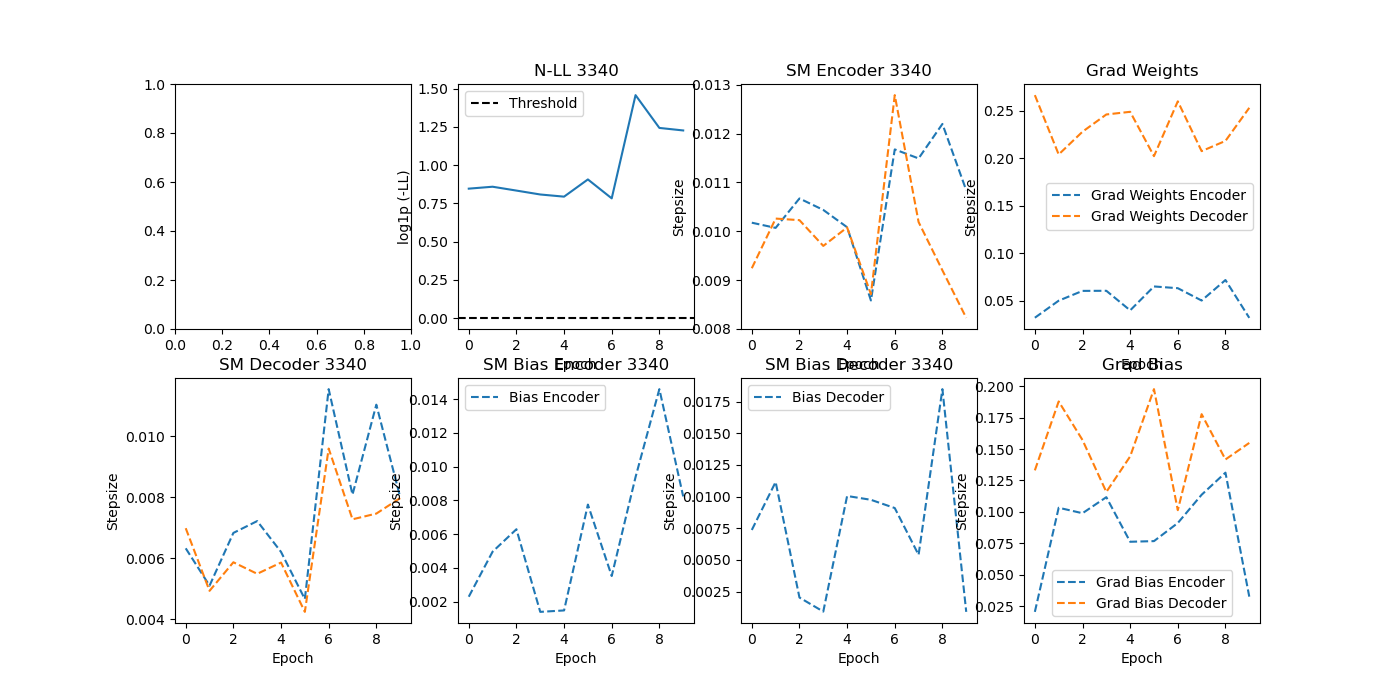 N-LL 3340
SM Encoder 3340
Grad Weights
1.0
0.8
0.6
0.4
0.2
0.0
0.0 0.2 0.4 0.6 0.8 1.0
log1p (-LL)
1.50
1.25
1.00
0.75
0.50
0.25
0.00
Threshold
0 2 4 6 8
Epoch
Stepsize
0.013
0.012
0.011
0.010
0.009
0.008
0 2 4 6 8
Epoch
Stepsize
0.25
0.20
0.15
0.10
0.05
Grad Weights Encoder
Grad Weights Decoder
0 2 4 6 8
Epoch
SM Decoder 3340
SM Bias Encoder 3340
SM Bias Decoder 3340
Grad Bias
Stepsize
0.010
0.008
0.006
0.004
0 2 4 6 8
Epoch
Stepsize
0.014
0.012
0.010
0.008
0.006
0.004
0.002
Bias Encoder
0 2 4 6 8
Epoch
Stepsize
0.0175
0.0150
0.0125
0.0100
0.0075
0.0050
0.0025
Bias Decoder
0 2 4 6 8
Epoch
Stepsize
0.200
0.175
0.150
0.125
0.100
0.075
0.050
0.025
Grad Bias Encoder
Grad Bias Decoder
0 2 4 6 8
Epoch